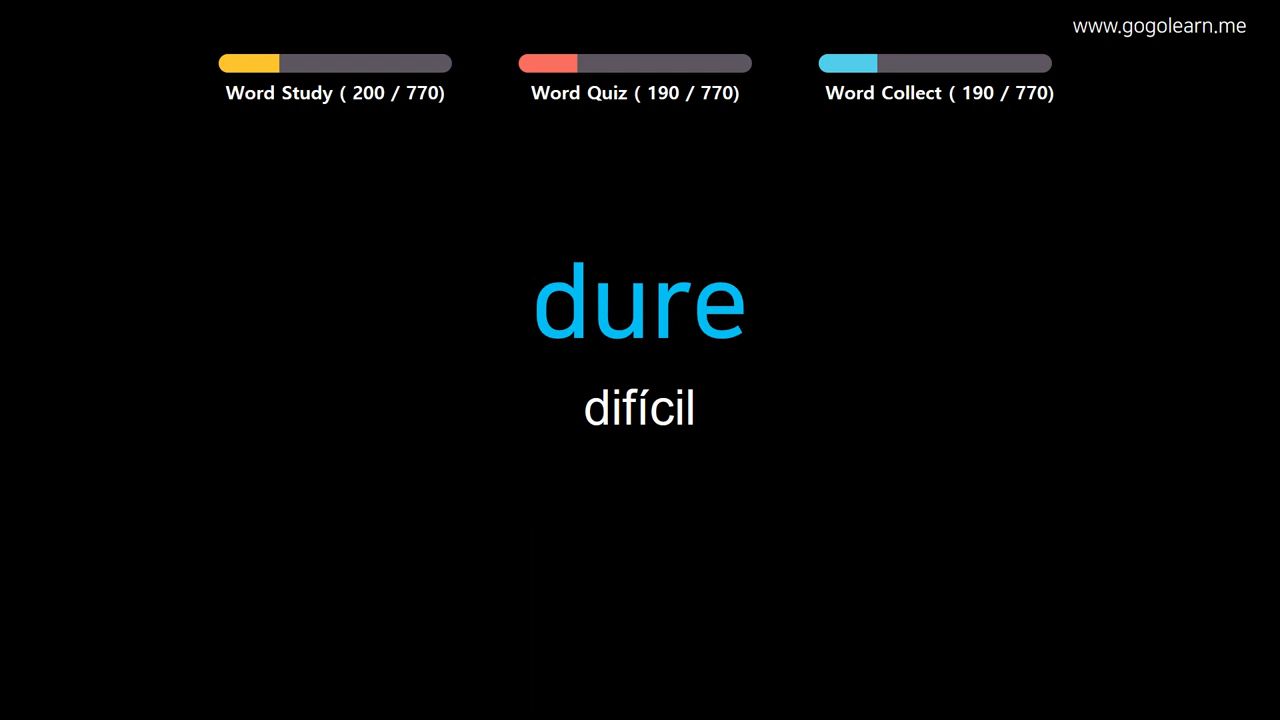 www.gogolearn.me
Word Study ( 200 / 770)
Word Quiz ( 190 / 770)
Word Collect ( 190 / 770)
dure
difícil